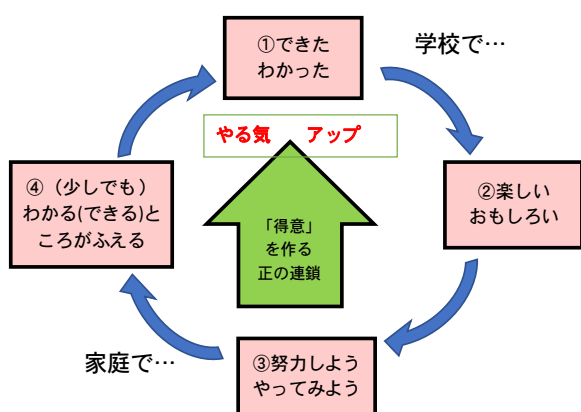 ①できた
わかった
学校で…
やる気　　アップ
②楽しい
おもしろい
④（少しでも）
わかる(できる)と
ころがふえる
「得意」
を作る
正の連鎖
③努力しよう
やってみよう
家庭で…